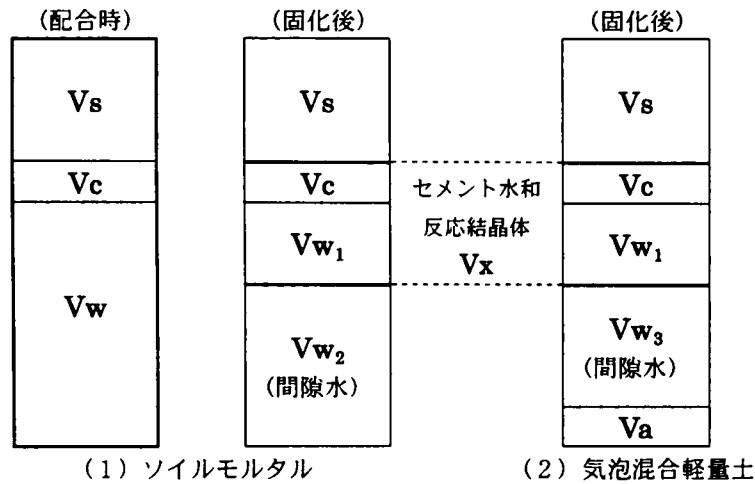 (配合時)
Vs
Vc
Vw
(固化後)
Vs
Vc
Vw₁
Vw₂
(間隙水)
セメント水和
反応結晶体
Vx
(固化後)
Vs
Vc
Vw₁
Vw₃
(間隙水)
Va
(1) ソイルモルタル
(2) 気泡混合軽量土